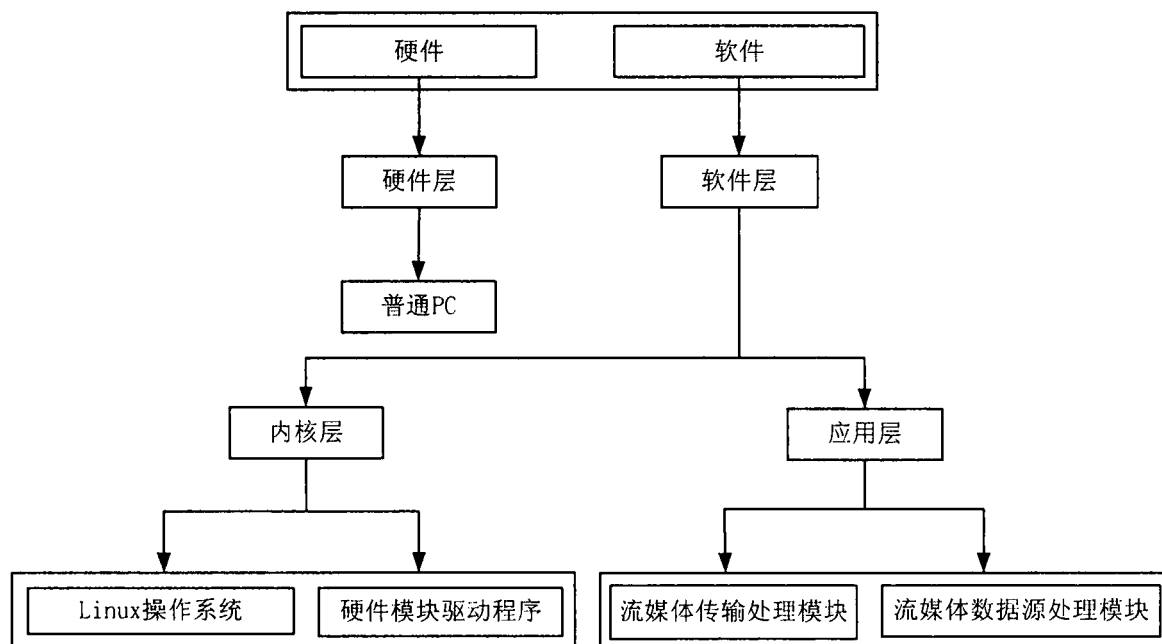 硬件
软件
硬件层
软件层
普通PC
内核层
应用层
Linux操作系统
硬件模块驱动程序
流媒体传输处理模块
流媒体数据源处理模块